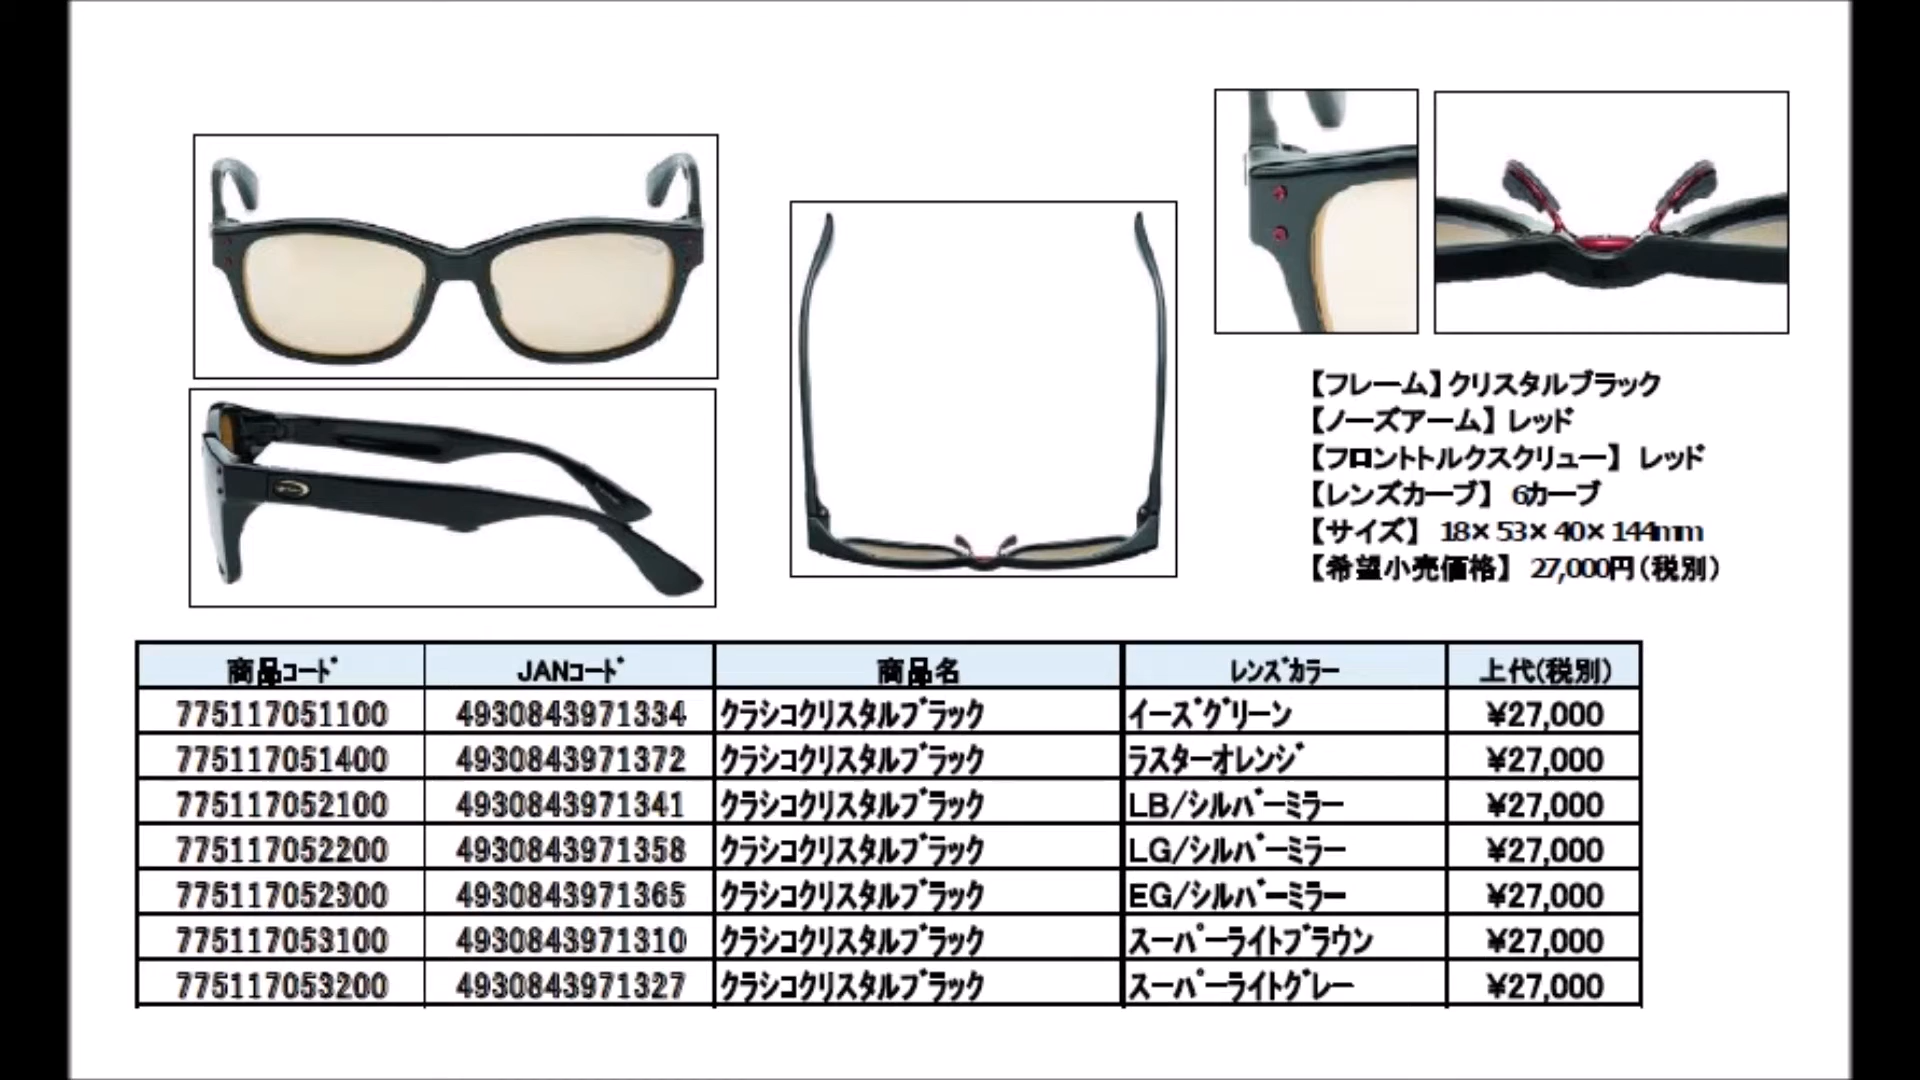 【フレーム】クリスタルブラック
【ノーズアーム】 レッド
【フロントトルクスクリュー】 レッド
【レンズカーブ】 6カーブ
【サイズ】 18×53×40×144mm
【希望小売価格】 27,000円（税別）
商品ｺｰﾄﾞ JANｺｰﾄﾞ 商品名 ﾚﾝｽﾞｶﾗｰ 上代(税別)
775117051100 4930843971334 ｸﾗｼｺｸﾘｽﾀﾙﾌﾞﾗｯｸ ｲｰｽﾞｸﾞﾘｰﾝ ¥27,000
775117051400 4930843971372 ｸﾗｼｺｸﾘｽﾀﾙﾌﾞﾗｯｸ ﾗｽﾀｰｵﾚﾝｼﾞ ¥27,000
775117052100 4930843971341 ｸﾗｼｺｸﾘｽﾀﾙﾌﾞﾗｯｸ LB/ｼﾙﾊﾞｰﾐﾗｰ ¥27,000
775117052200 4930843971358 ｸﾗｼｺｸﾘｽﾀﾙﾌﾞﾗｯｸ LG/ｼﾙﾊﾞｰﾐﾗｰ ¥27,000
775117052300 4930843971365 ｸﾗｼｺｸﾘｽﾀﾙﾌﾞﾗｯｸ EG/ｼﾙﾊﾞｰﾐﾗｰ ¥27,000
775117053100 4930843971310 ｸﾗｼｺｸﾘｽﾀﾙﾌﾞﾗｯｸ ｽｰﾊﾟｰﾗｲﾄﾌﾞﾗｳﾝ ¥27,000
775117053200 4930843971327 ｸﾗｼｺｸﾘｽﾀﾙﾌﾞﾗｯｸ ｽｰﾊﾟｰﾗｲﾄｸﾞﾚｰ ¥27,000